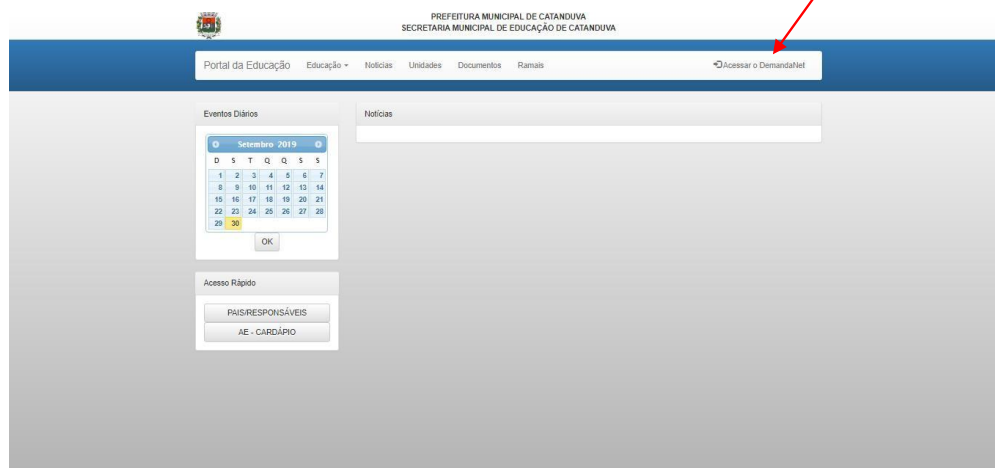 PREFEITURA MUNICIPAL DE CATANDUVA
SECRETARIA MUNICIPAL DE EDUCAÇÃO DE CATANDUVA
Portal da Educação Educação Notícias Unidades Documentos Ramais Acessar o DemandaNet
Eventos Diários
Setembro 2019
D S T Q Q S S
1 2 3 4 5 6 7
8 9 10 11 12 13 14
15 16 17 18 19 20 21
22 23 24 25 26 27 28
29 30
OK
Notícias
Acesso Rápido
PAIS/RESPONSÁVEIS
AE - CARDÁPIO